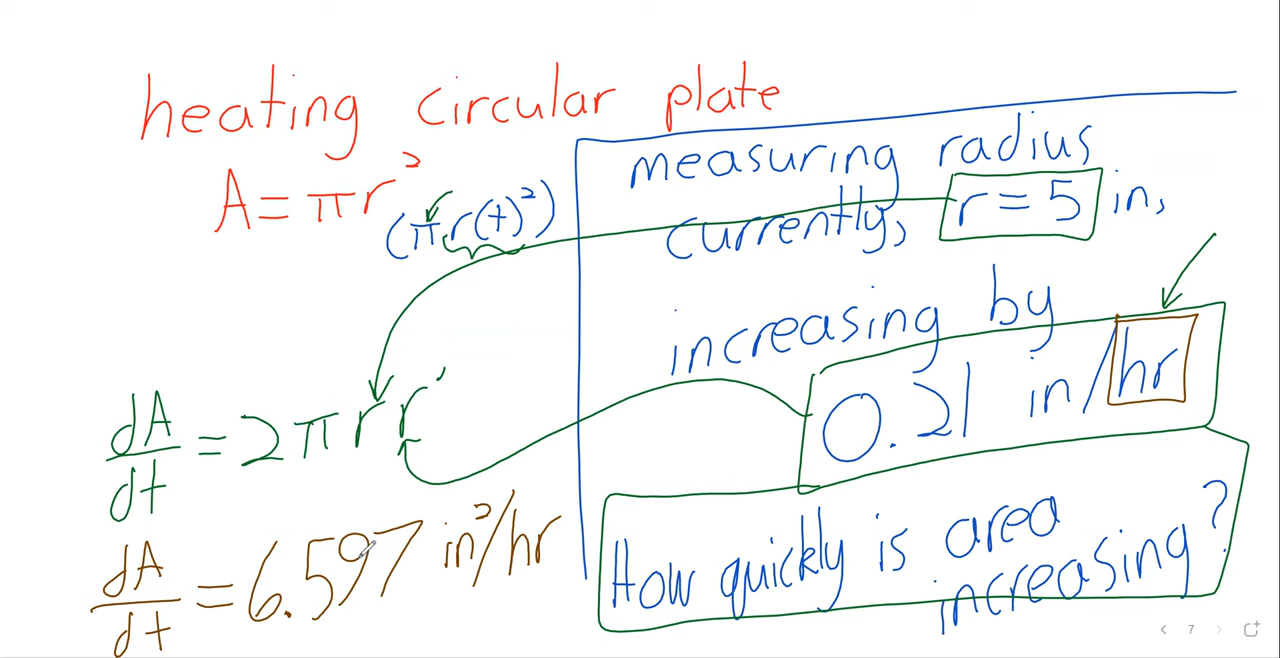 heating circular plate
A = πr²
(πr(t)²)
measuring radius
currently, r = 5 in,
increasing by
0.21 in/hr
How quickly is area
increasing?
dA/dt = 2πr r'
dA/dt = 6.597 in²/hr
< 7 >